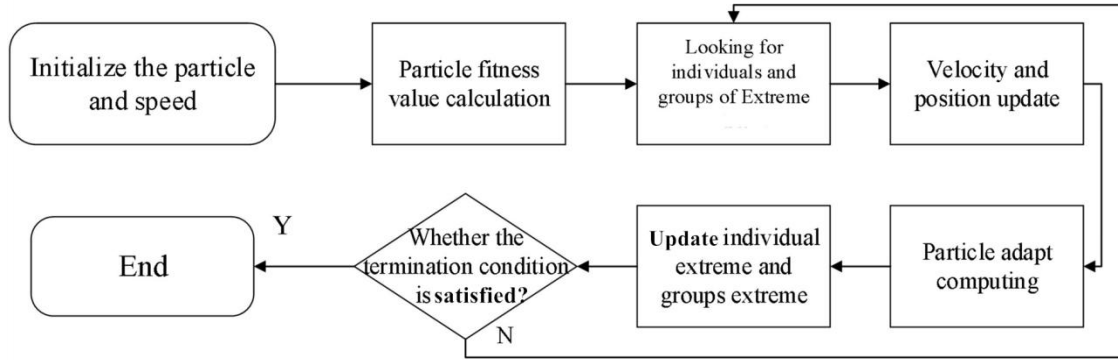 Initialize the particle
and speed
Particle fitness
value calculation
Looking for
individuals and
groups of Extreme
Velocity and
position update
Particle adapt
computing
Update individual
extreme and
groups extreme
Whether the
termination condition
is satisfied?
Y
N
End